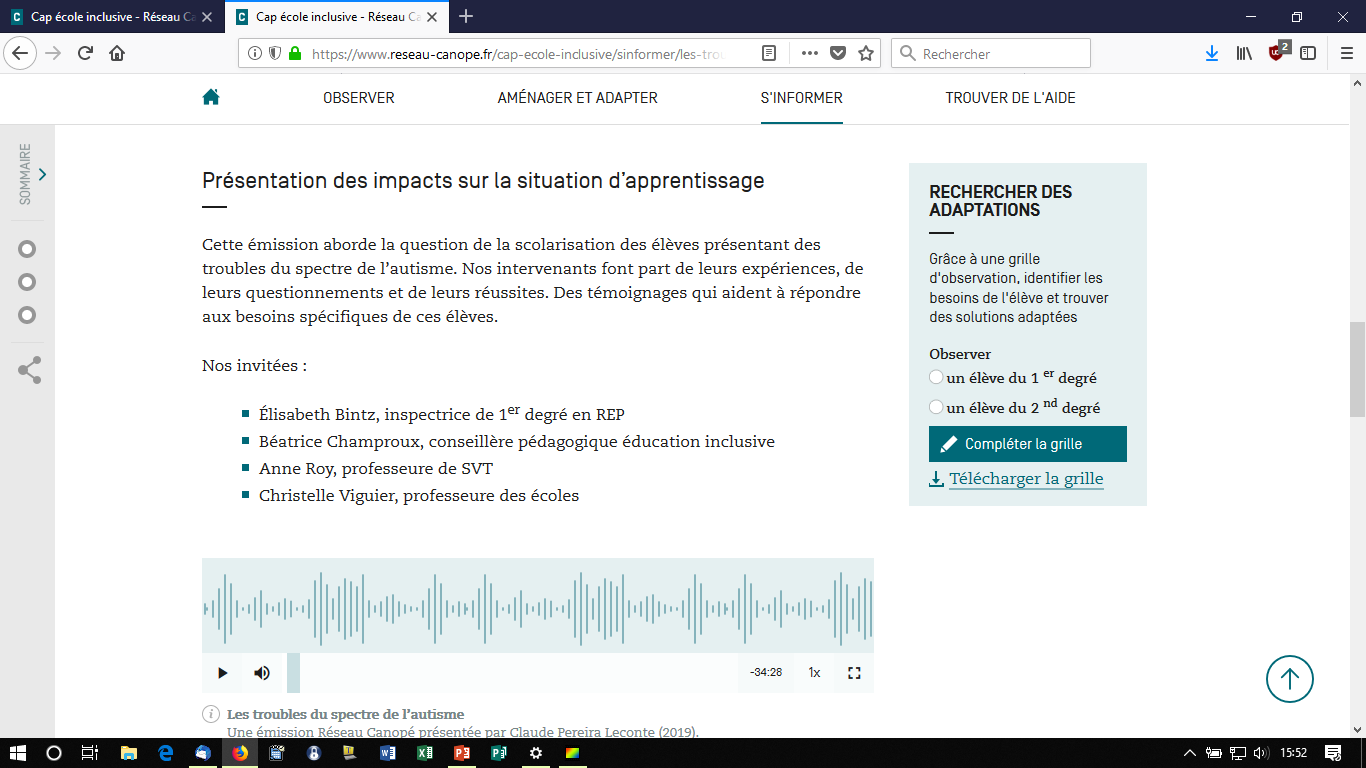 Cap école inclusive - Réseau Ca
Cap école inclusive - Réseau Ca
https://www.reseau-canope.fr/cap-ecole-inclusive/sinformer/les-trou
Rechercher
2
OBSERVER
AMÉNAGER ET ADAPTER
S'INFORMER
TROUVER DE L'AIDE
SOMMAIRE
Présentation des impacts sur la situation d'apprentissage
Cette émission aborde la question de la scolarisation des élèves présentant des
troubles du spectre de l'autisme. Nos intervenants font part de leurs expériences, de
leurs questionnements et de leurs réussites. Des témoignages qui aident à répondre
aux besoins spécifiques de ces élèves.
Nos invitées :
Élisabeth Bintz, inspectrice de 1er degré en REP
Béatrice Champroux, conseillère pédagogique éducation inclusive
Anne Roy, professeure de SVT
Christelle Viguier, professeure des écoles
-34:28
1x
Les troubles du spectre de l'autisme
Une émission Réseau Canopé présentée par Claude Pereira Leconte (2019).
RECHERCHER DES
ADAPTATIONS
Grâce à une grille
d'observation, identifier les
besoins de l'élève et trouver
des solutions adaptées
Observer
un élève du 1 er degré
un élève du 2 nd degré
Compléter la grille
Télécharger la grille
15:52